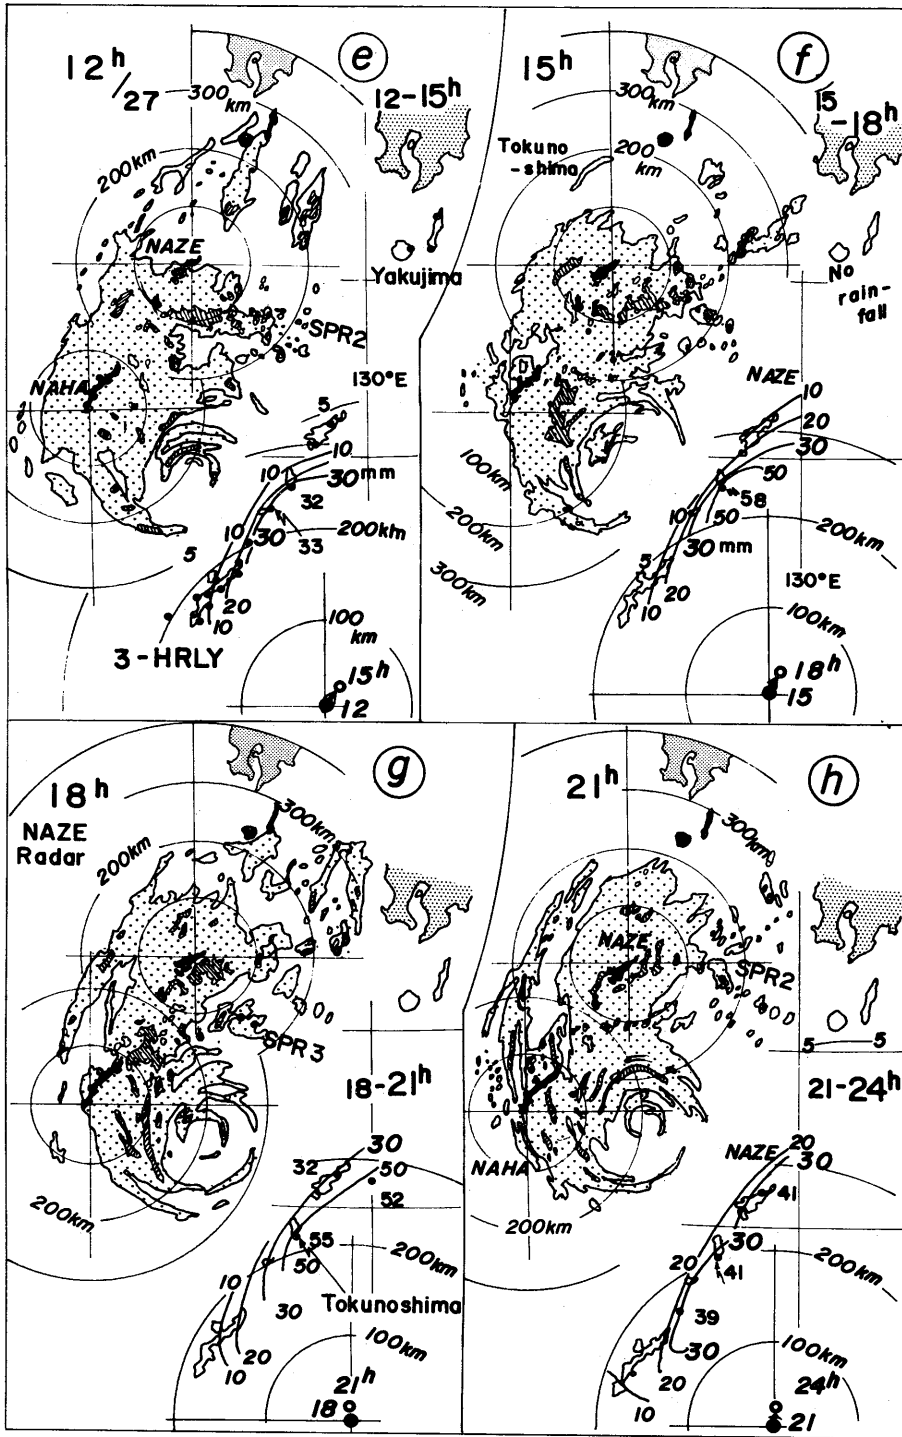 12h
/27
e
300 km
12-15h
200km
NAZE
Yakujima
SPR2
130°E
NAHA
5
10
10
30mm
32
10
30
200km
33
5
20
10
100
km
3-HRLY
15h
12
15h
f
300km
15
-18h
Tokuno
-shima
200
km
No
rain-
fall
NAZE
10
20
30
100km
50
58
10
50
200km
200km
30mm
5
300km
20
10
130°E
100km
18h
15
18h
g
NAZE
Radar
300km
200km
SPR3
18-21h
30
32
50
52
200km
55
50
200km
10
30
Tokunoshima
20
10
100km
21h
18
21h
h
300km
NAZE
SPR2
5
5
21-24h
NAHA
NAZE
20
30
41
200km
30
200km
20
41
39
30
100km
20
10
24h
21